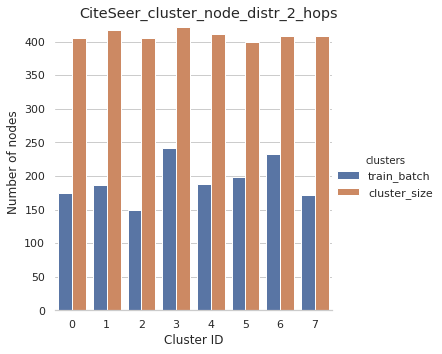 CiteSeer_cluster_node_distr_2_hops
Number of nodes
400
350
300
250
200
150
100
50
0
0 1 2 3 4 5 6 7
Cluster ID
clusters
train_batch
cluster_size